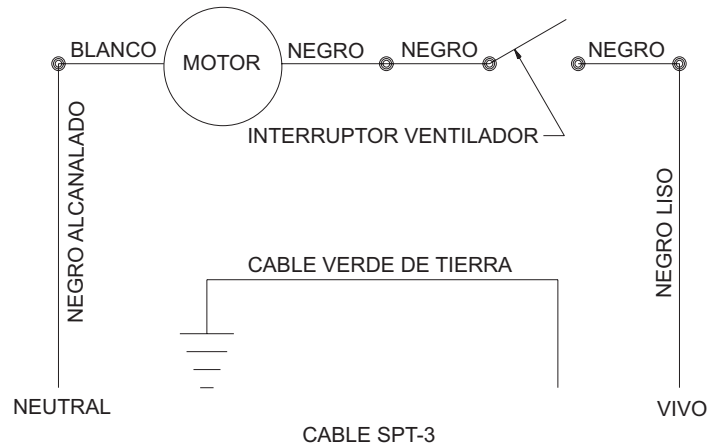 BLANCO
MOTOR
NEGRO
NEGRO
NEGRO
INTERRUPTOR VENTILADOR
NEGRO ALCANALADO
NEGRO LISO
CABLE VERDE DE TIERRA
NEUTRAL
VIVO
CABLE SPT-3